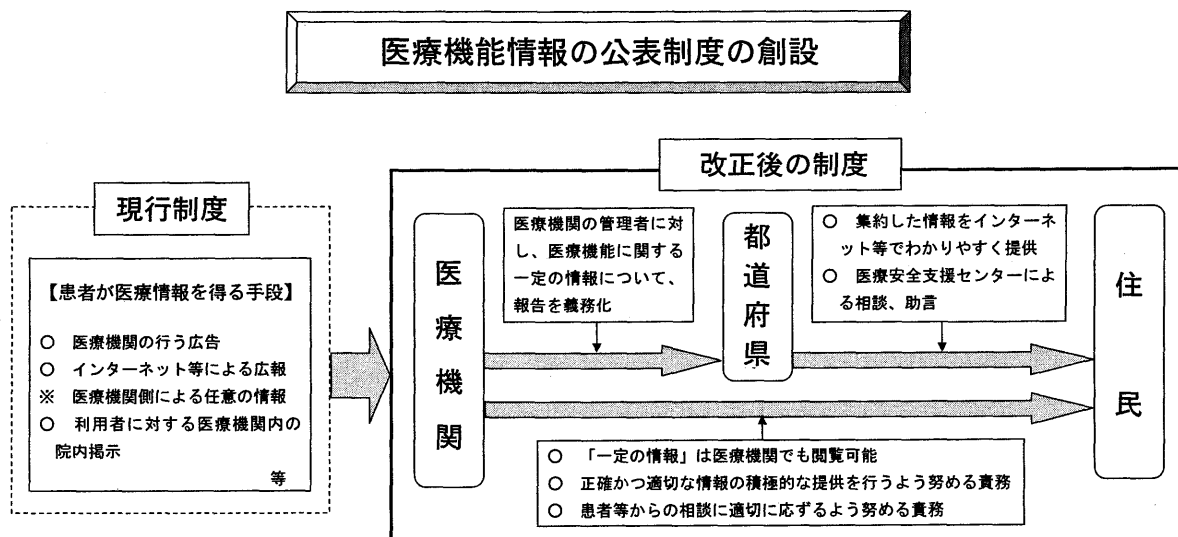 医療機能情報の公表制度の創設
現行制度
【患者が医療情報を得る手段】
○ 医療機関の行う広告
○ インターネット等による広報
※ 医療機関側による任意の情報
○ 利用者に対する医療機関内の
院内掲示
等
改正後の制度
医療機関
医療機関の管理者に対
し、医療機能に関する
一定の情報について、
報告を義務化
都道府県
○ 集約した情報をインターネ
ット等でわかりやすく提供
○ 医療安全支援センターによ
る相談、助言
住民
○ 「一定の情報」は医療機関でも閲覧可能
○ 正確かつ適切な情報の積極的な提供を行うよう努める責務
○ 患者等からの相談に適切に応ずるよう努める責務